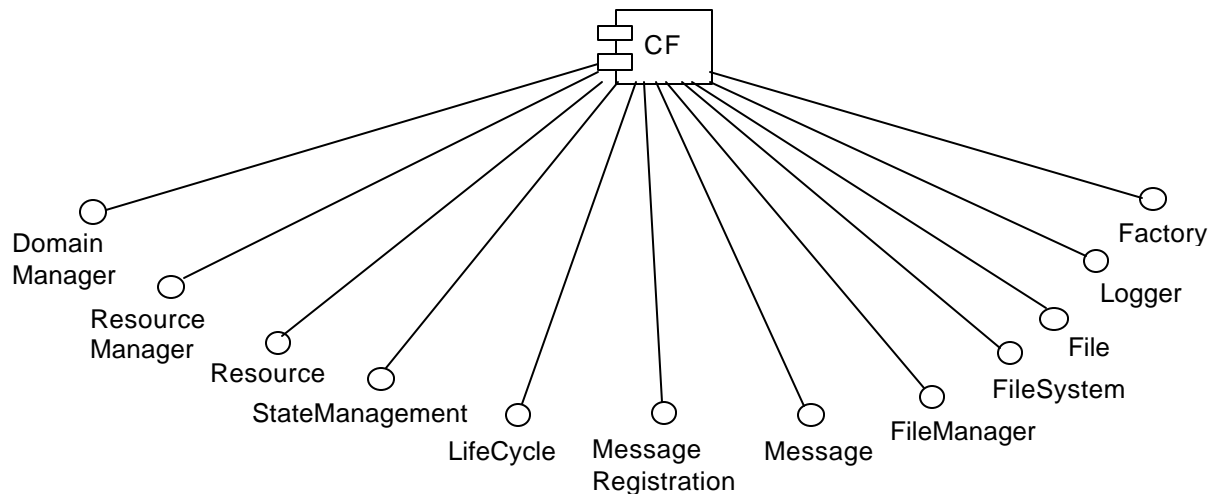 CF
Domain
Manager
Resource
Manager
Resource
StateManagement
LifeCycle
Message
Registration
Message
FileManager
FileSystem
File
Logger
Factory